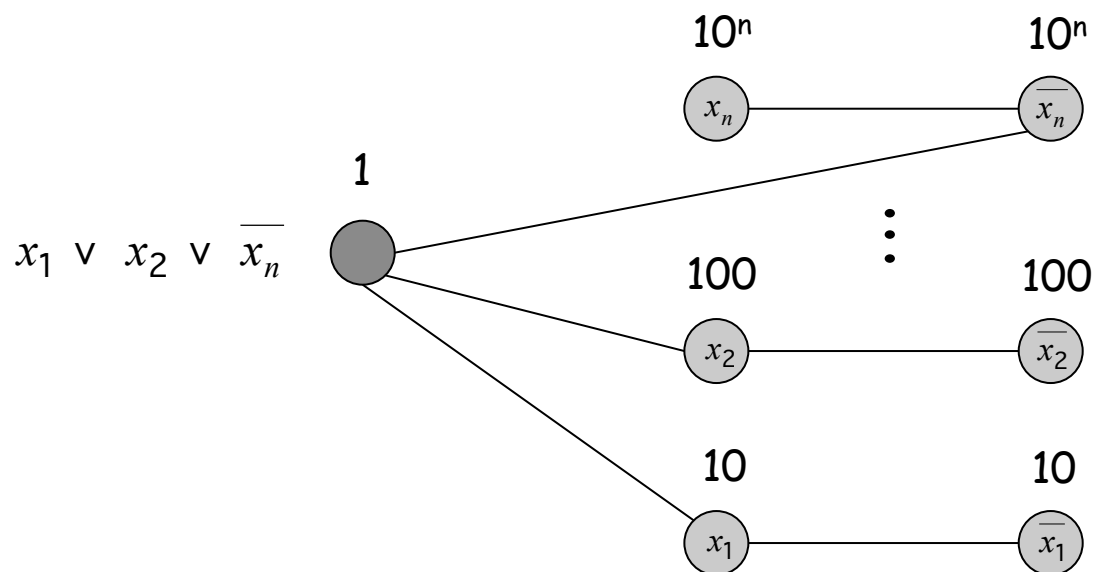 10ⁿ 10ⁿ
xₙ x̅ₙ
1
x₁ ∨ x₂ ∨ x̅ₙ
100 100
x₂ x̅₂
10 10
x₁ x̅₁